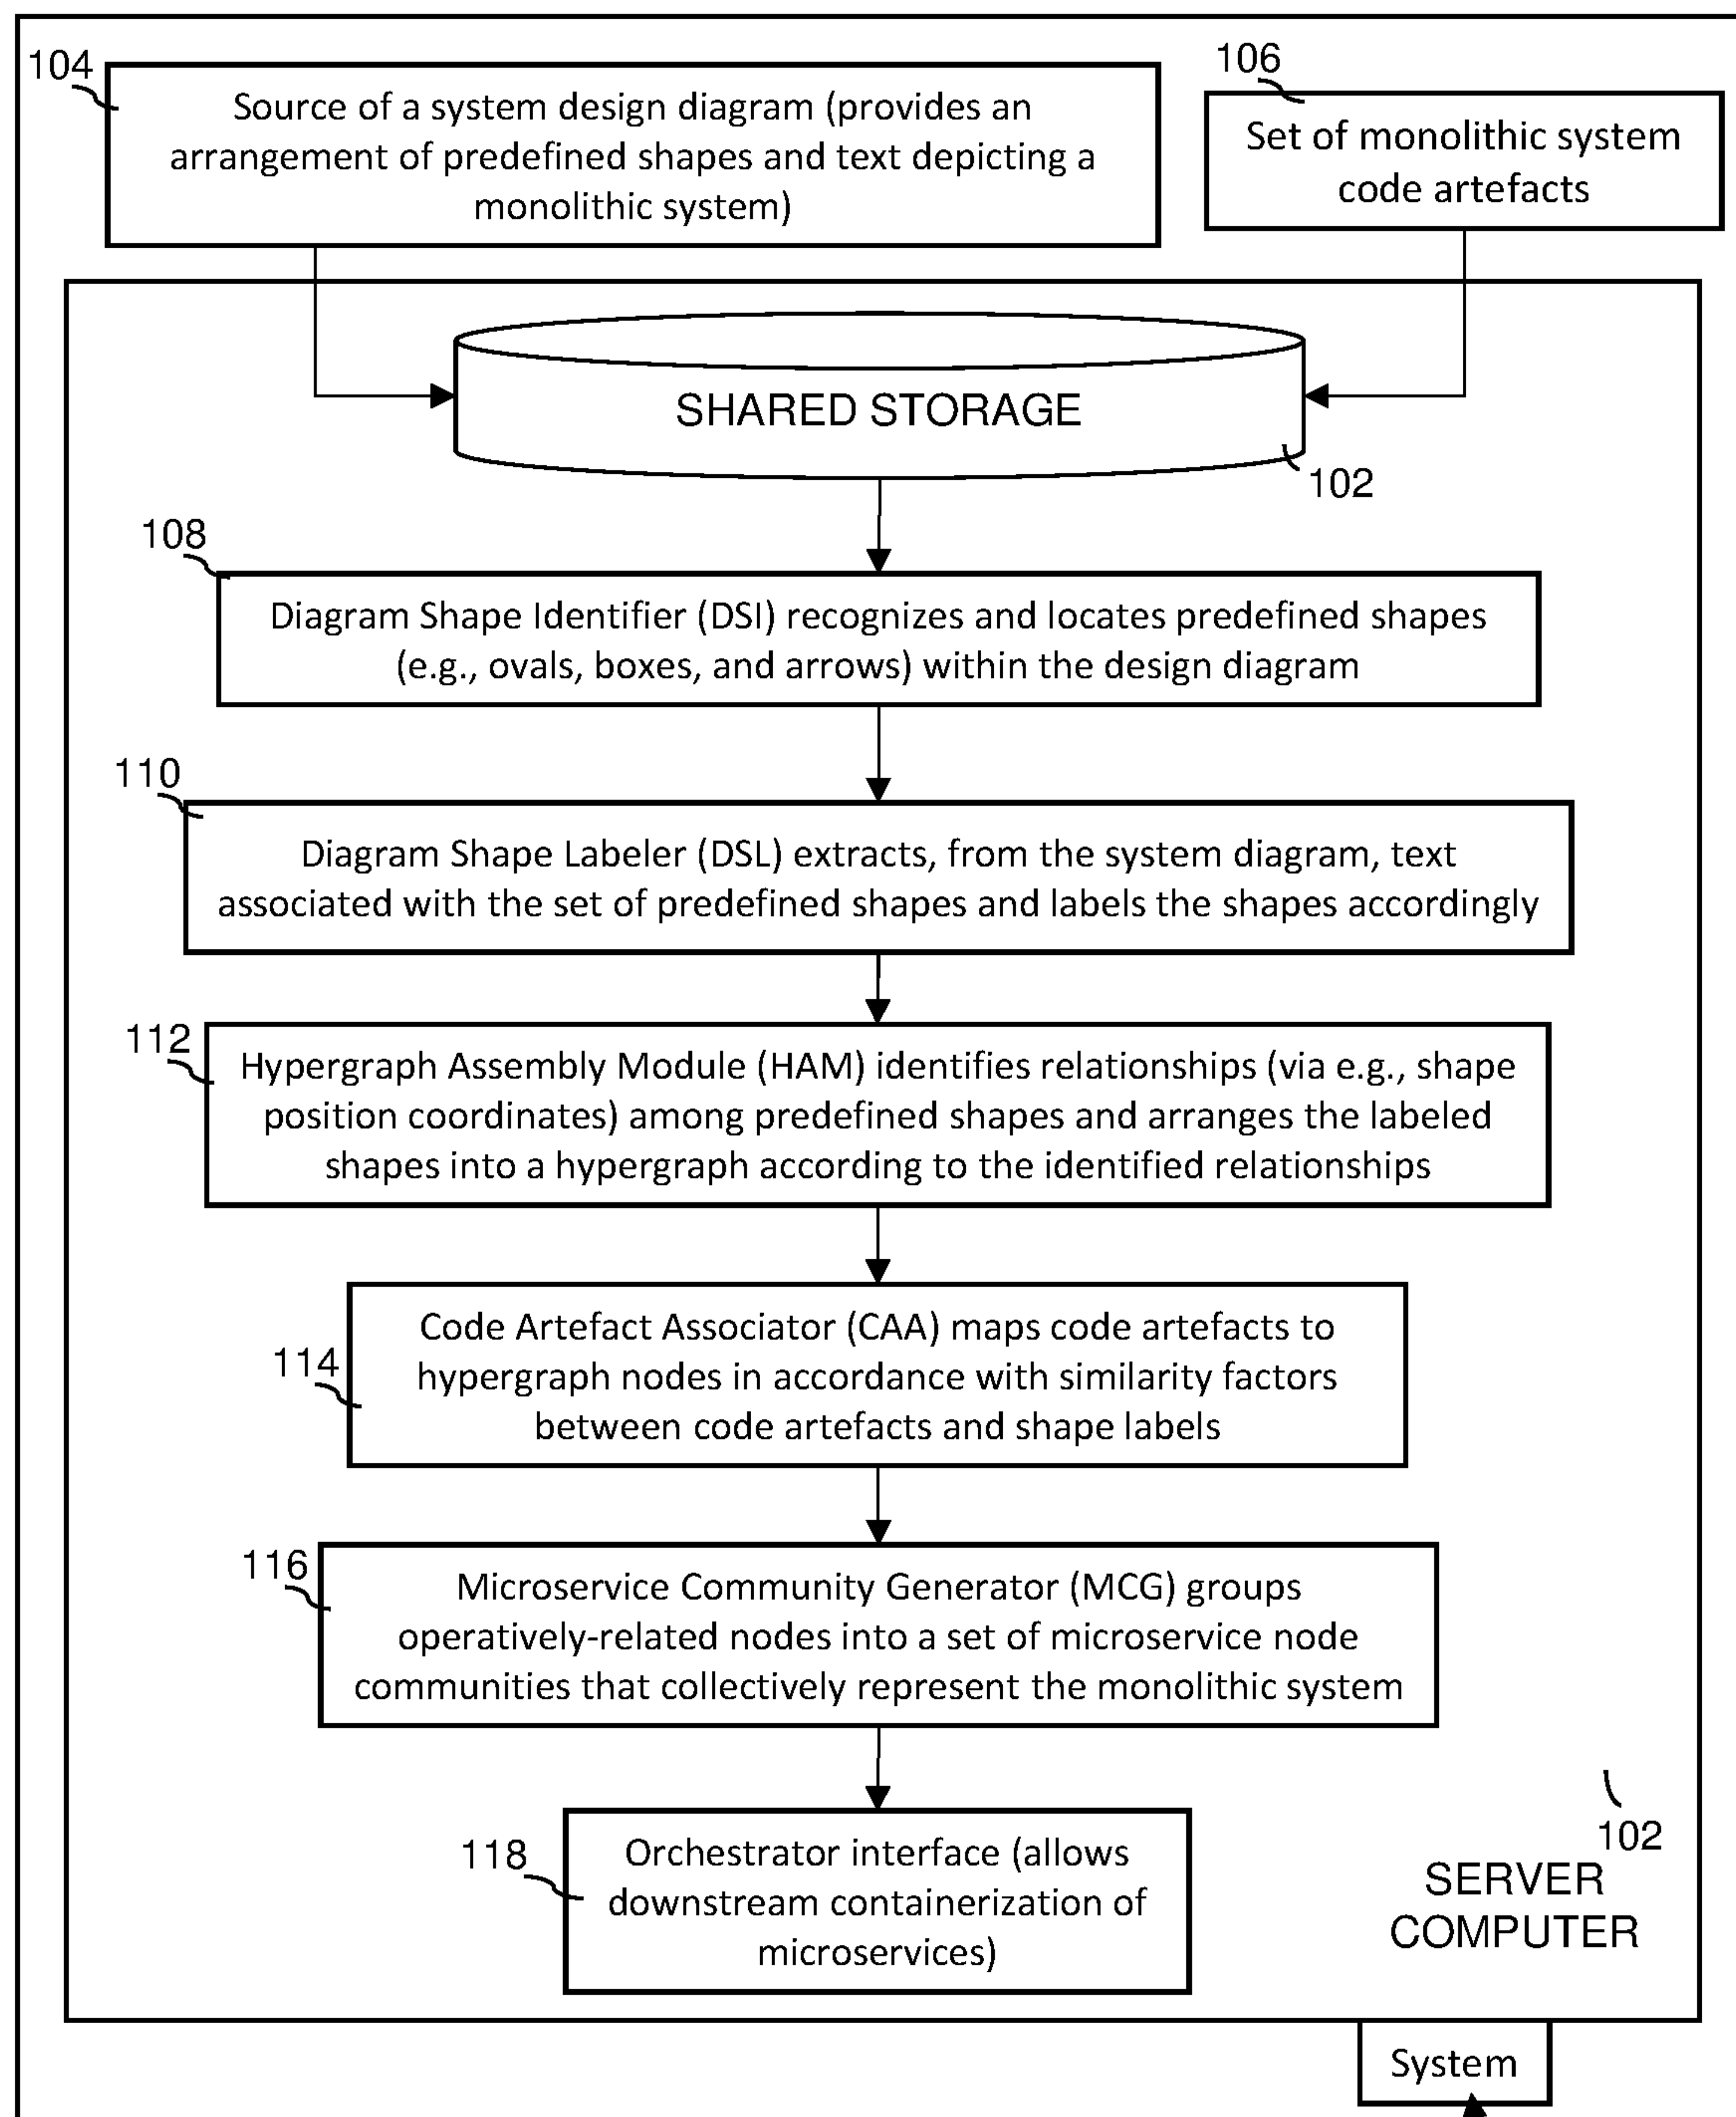 104
Source of a system design diagram (provides an
arrangement of predefined shapes and text depicting a
monolithic system)
106
Set of monolithic system
code artefacts
SHARED STORAGE
102
108
Diagram Shape Identifier (DSI) recognizes and locates predefined shapes
(e.g., ovals, boxes, and arrows) within the design diagram
110
Diagram Shape Labeler (DSL) extracts, from the system diagram, text
associated with the set of predefined shapes and labels the shapes accordingly
112
Hypergraph Assembly Module (HAM) identifies relationships (via e.g., shape
position coordinates) among predefined shapes and arranges the labeled
shapes into a hypergraph according to the identified relationships
114
Code Artefact Associator (CAA) maps code artefacts to
hypergraph nodes in accordance with similarity factors
between code artefacts and shape labels
116
Microservice Community Generator (MCG) groups
operatively-related nodes into a set of microservice node
communities that collectively represent the monolithic system
118
Orchestrator interface (allows
downstream containerization of
microservices)
102
SERVER
COMPUTER
System